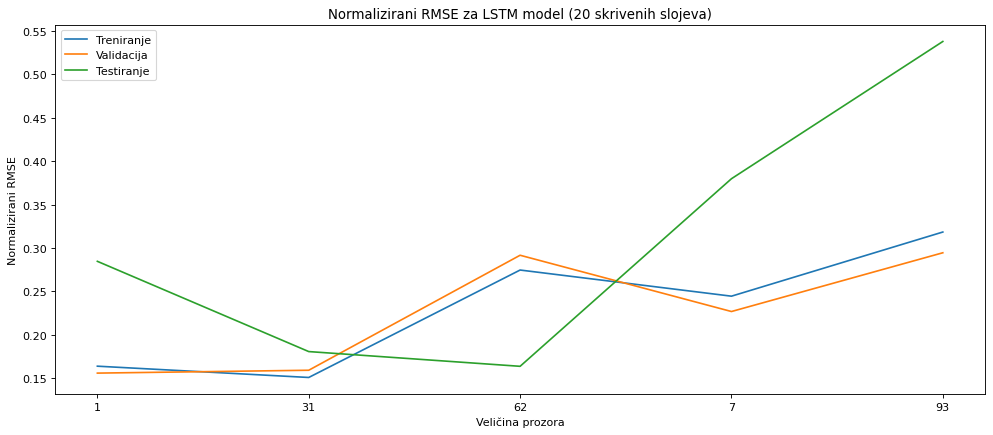 Normalizirani RMSE za LSTM model (20 skrivenih slojeva)
Treniranje
Validacija
Testiranje
0.55
0.50
0.45
0.40
0.35
0.30
0.25
0.20
0.15
Normalizirani RMSE
1 31 62 7 93
Veličina prozora